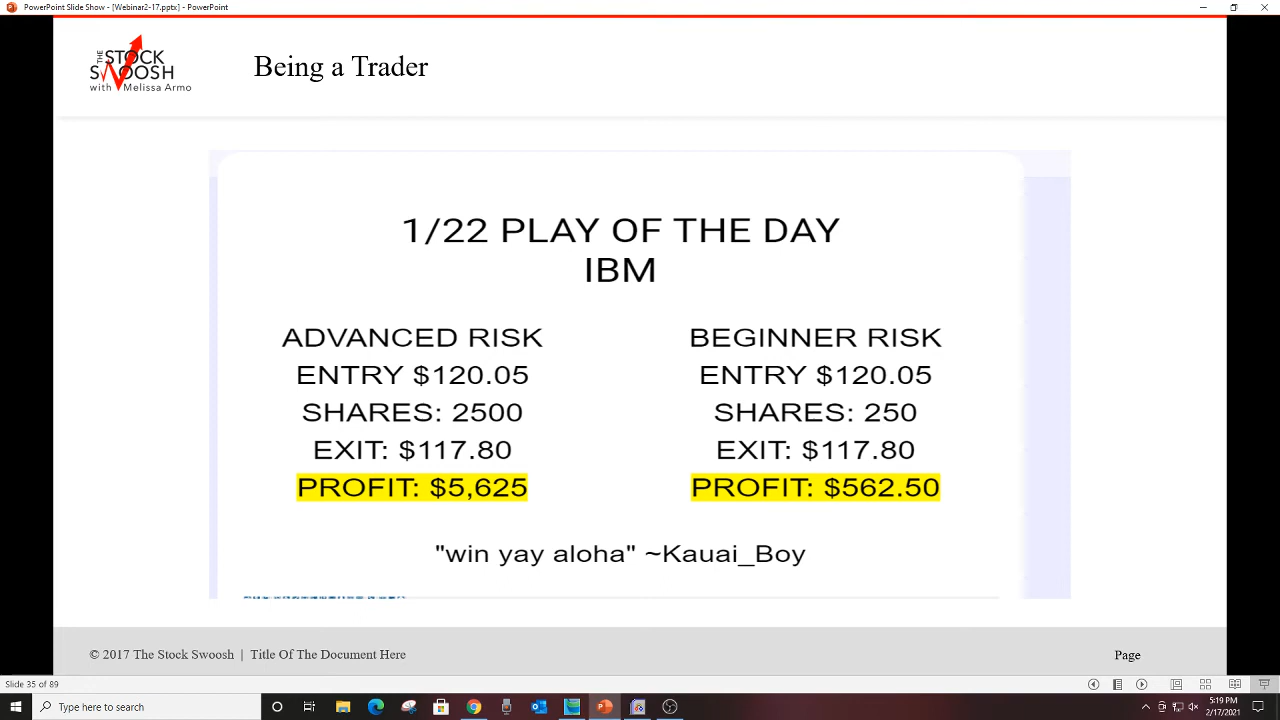 PowerPoint Slide Show - [Webinar2-17.pptx] - PowerPoint
THE STOCK SWOOSH
with Melissa Armo
Being a Trader
1/22 PLAY OF THE DAY
IBM
ADVANCED RISK
ENTRY $120.05
SHARES: 2500
EXIT: $117.80
PROFIT: $5,625
BEGINNER RISK
ENTRY $120.05
SHARES: 250
EXIT: $117.80
PROFIT: $562.50
"win yay aloha" ~Kauai_Boy
© 2017 The Stock Swoosh | Title Of The Document Here
Page
Slide 35 of 89
Type here to search
5:19 PM
2/17/2021